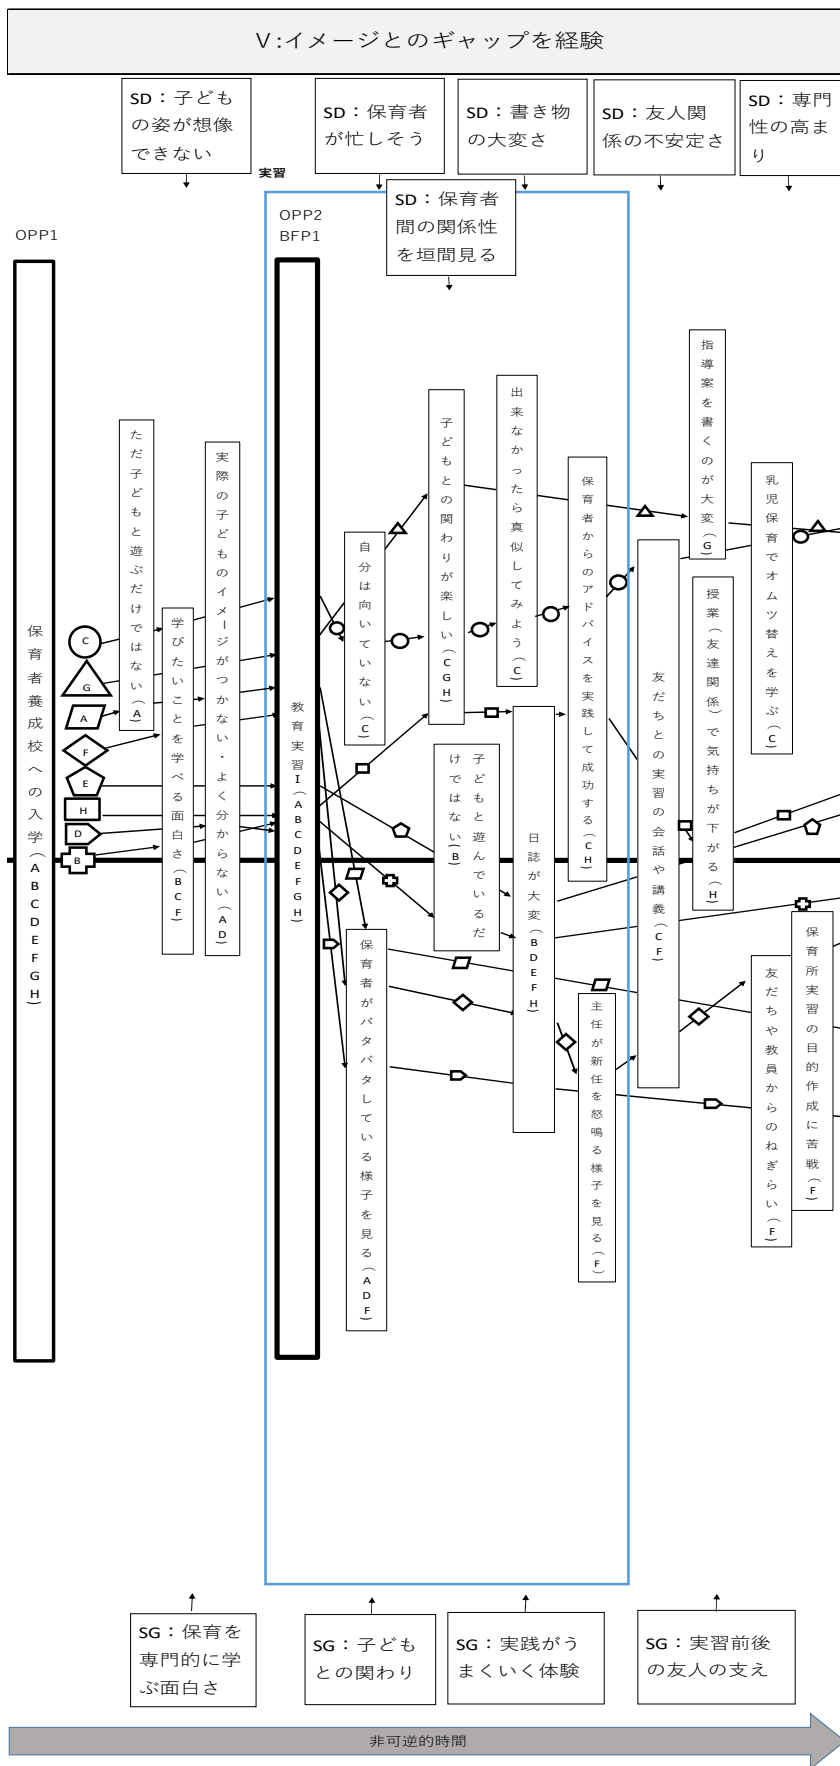 V:イメージとのギャップを経験
SD：子ども
の姿が想像
できない
SD：保育者
が忙しそう
SD：書き物
の大変さ
SD：友人関
係の不安定さ
SD：専門
性の高ま
り
実習
SD：保育者
間の関係性
を垣間見る
OPP1
OPP2
BFP1
保育者養成校への入学(ABCDEFGH)
C
G
A
F
E
H
D
B
ただ子どもと遊ぶだけではない(A)
学びたいことを学べる面白さ(BCF)
実際の子どものイメージがつかない・よく分からない(AD)
教育実習I(ABCDEFGH)
自分は向いていない(C)
保育者がバタバタしている様子を見る(ADF)
子どもとの関わりが楽しい(CGH)
子どもと遊んでいるだ
けではない(B)
出来なかったら真似してみよう(C)
日誌が大変(BDEFH)
保育者からのアドバイスを実践して成功する(CH)
主任が新任を怒鳴る様子を見る(F)
友だちとの実習の会話や講義(CF)
指導案を書くのが大変(G)
授業(友達関係)で気持ちが下がる(H)
乳児保育でオムツ替えを学ぶ(C)
友だちや教員からのねぎらい(F)
保育所実習の目的作成に苦戦(F)
SG：保育を
専門的に学
ぶ面白さ
SG：子ども
との関わり
SG：実践がう
まくいく体験
SG：実習前後
の友人の支え
非可逆的時間